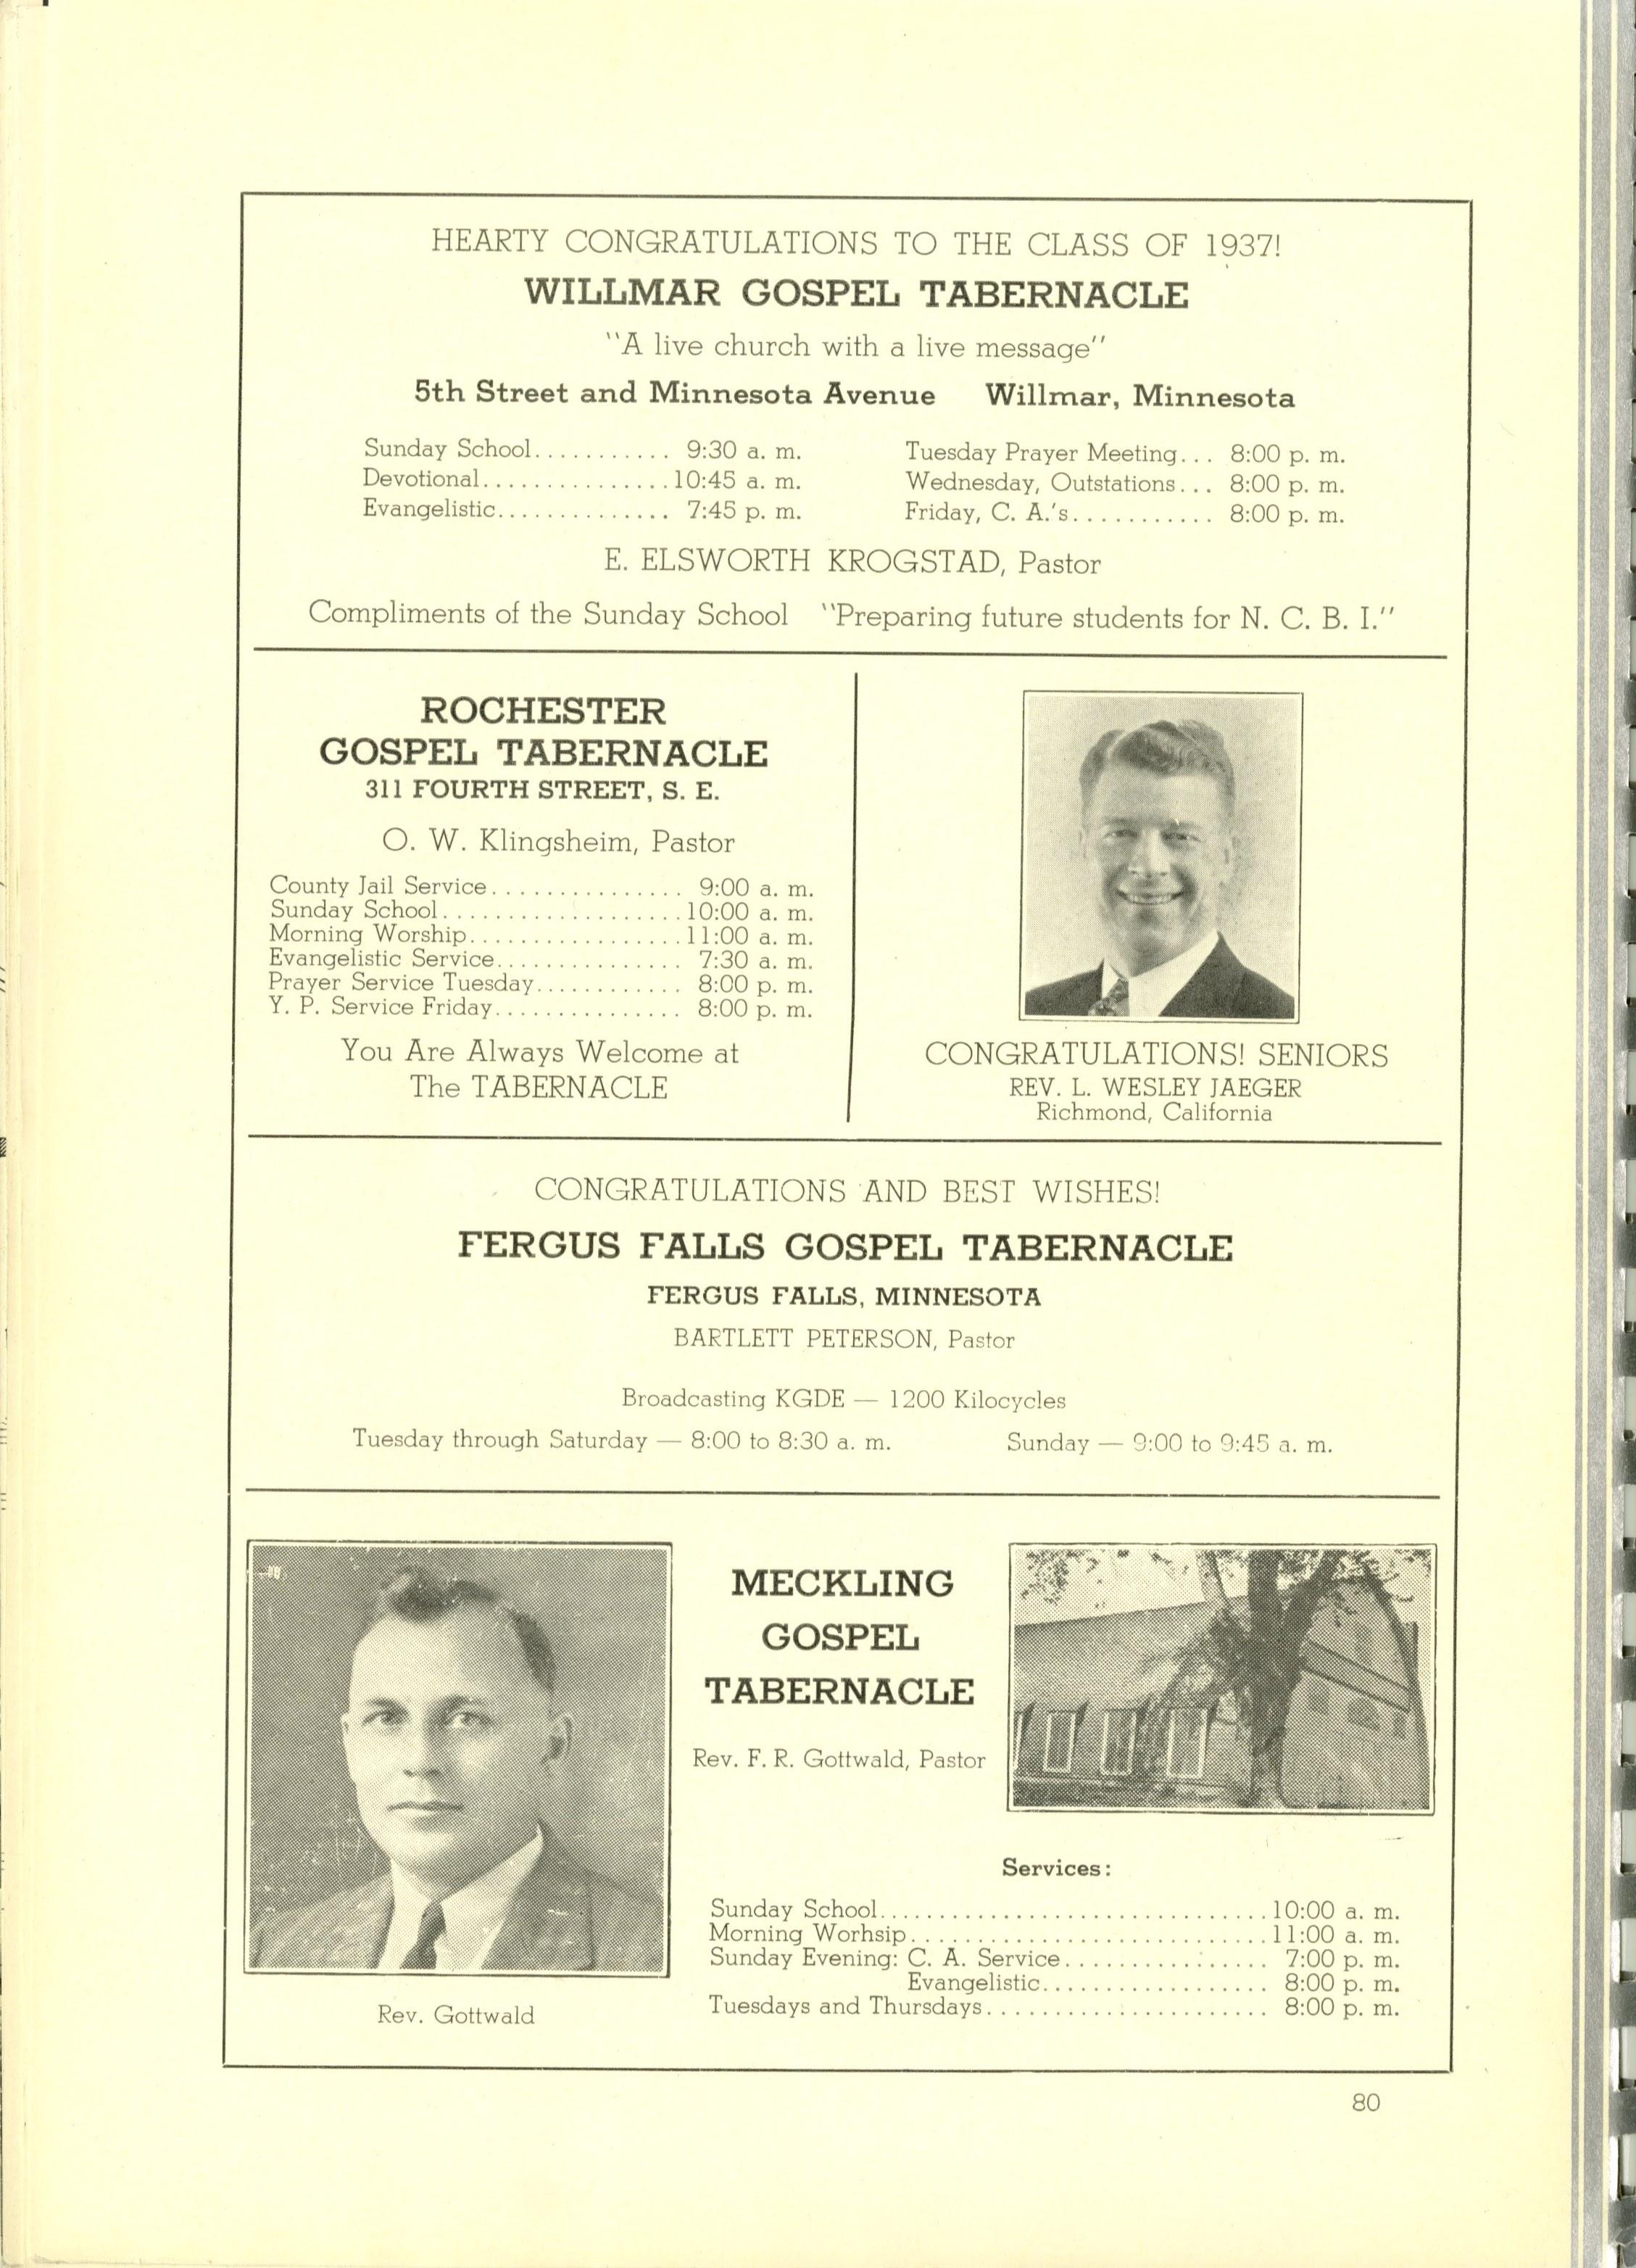 HEARTY CONGRATULATIONS TO THE CLASS OF 1937!
WILLMAR GOSPEL TABERNACLE
"A live church with a live message"
5th Street and Minnesota Avenue Willmar, Minnesota
Sunday School........... 9:30 a. m.
Devotional...............10:45 a. m.
Evangelistic.............. 7:45 p. m.
Tuesday Prayer Meeting... 8:00 p. m.
Wednesday, Outstations... 8:00 p. m.
Friday, C. A.'s............ 8:00 p. m.
E. ELSWORTH KROGSTAD, Pastor
Compliments of the Sunday School "Preparing future students for N. C. B. I."
ROCHESTER
GOSPEL TABERNACLE
311 FOURTH STREET, S. E.
O. W. Klingsheim, Pastor
County Jail Service............... 9:00 a. m.
Sunday School...................10:00 a. m.
Morning Worship.................11:00 a. m.
Evangelistic Service............... 7:30 a. m.
Prayer Service Tuesday............ 8:00 p. m.
Y. P. Service Friday............... 8:00 p. m.
You Are Always Welcome at
The TABERNACLE
CONGRATULATIONS! SENIORS
REV. L. WESLEY JAEGER
Richmond, California
CONGRATULATIONS AND BEST WISHES!
FERGUS FALLS GOSPEL TABERNACLE
FERGUS FALLS, MINNESOTA
BARTLETT PETERSON, Pastor
Broadcasting KGDE — 1200 Kilocycles
Tuesday through Saturday — 8:00 to 8:30 a. m. Sunday — 9:00 to 9:45 a. m.
MECKLING
GOSPEL
TABERNACLE
Rev. F. R. Gottwald, Pastor
Services:
Sunday School................................10:00 a. m.
Morning Worhsip..............................11:00 a. m.
Sunday Evening: C. A. Service................. 7:00 p. m.
Evangelistic................... 8:00 p. m.
Tuesdays and Thursdays........................ 8:00 p. m.
Rev. Gottwald
80